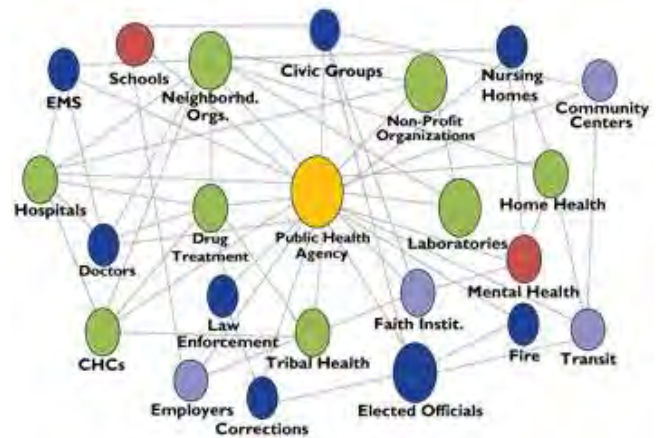 Schools
Civic Groups
Nursing
Homes
EMS
Neighborhd.
Orgs.
Non-Profit
Organizations
Community
Centers
Hospitals
Drug
Treatment
Public Health
Agency
Laboratories
Home Health
Doctors
Mental Health
Law
Enforcement
Faith Instit.
CHCs
Tribal Health
Fire
Transit
Employers
Corrections
Elected Officials